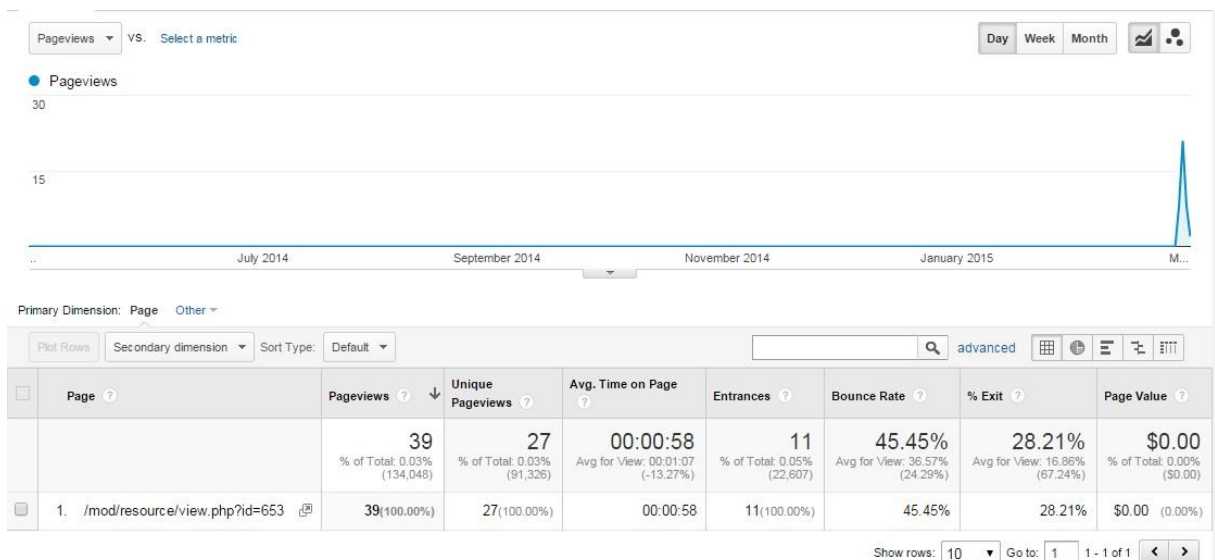 Pageviews VS. Select a metric Day Week Month
Pageviews
30
15
.. July 2014 September 2014 November 2014 January 2015 M...
Primary Dimension: Page Other
Plot Rows Secondary dimension Sort Type: Default advanced
Page ? Pageviews ? Unique Pageviews ? Avg. Time on Page ? Entrances ? Bounce Rate ? % Exit ? Page Value ?
39 27 00:00:58 11 45.45% 28.21% $0.00
% of Total: 0.03% % of Total: 0.03% Avg for View: 00:01:07 % of Total: 0.05% Avg for View: 36.57% Avg for View: 16.86% % of Total: 0.00%
(134,048) (91,326) (-13.27%) (22,607) (24.29%) (67.24%) ($0.00)
1. /mod/resource/view.php?id=653 39(100.00%) 27(100.00%) 00:00:58 11(100.00%) 45.45% 28.21% $0.00 (0.00%)
Show rows: 10 Go to: 1 1 - 1 of 1 < >